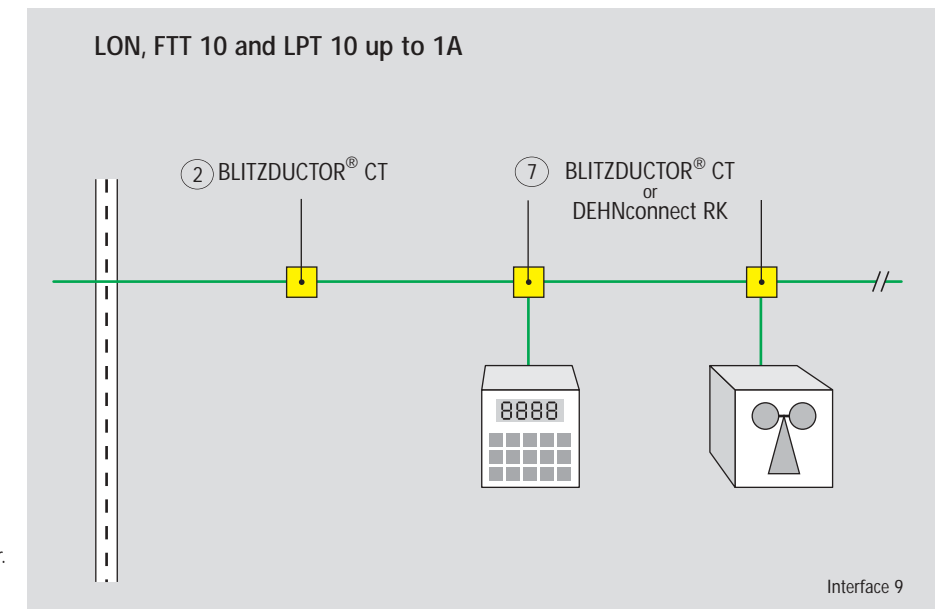 LON, FTT 10 and LPT 10 up to 1A
2 BLITZDUCTOR® CT
7 BLITZDUCTOR® CT
or
DEHNconnect RK
8888
r.
Interface 9